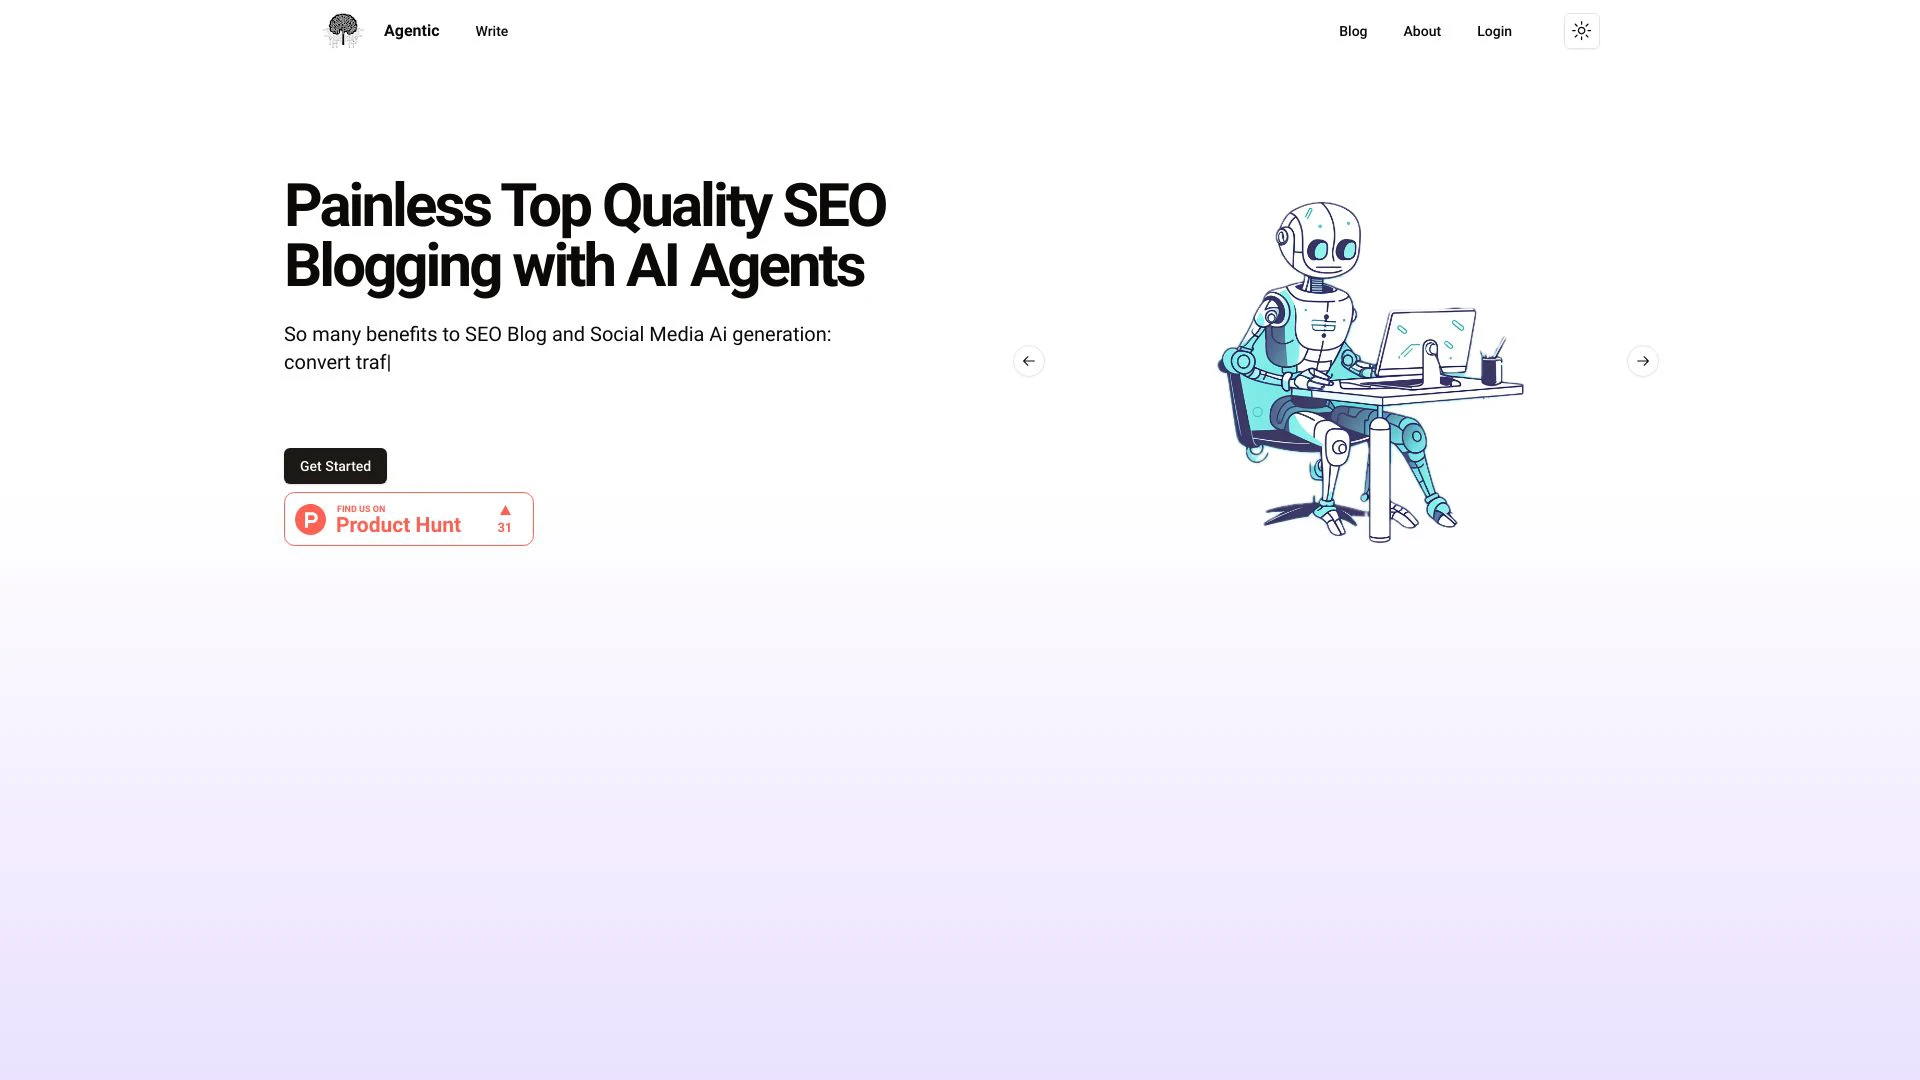 Agentic
Write
Blog
About
Login
Painless Top Quality SEO
Blogging with AI Agents
So many benefits to SEO Blog and Social Media Ai generation:
convert traf|
Get Started
P
FIND US ON
Product Hunt
31